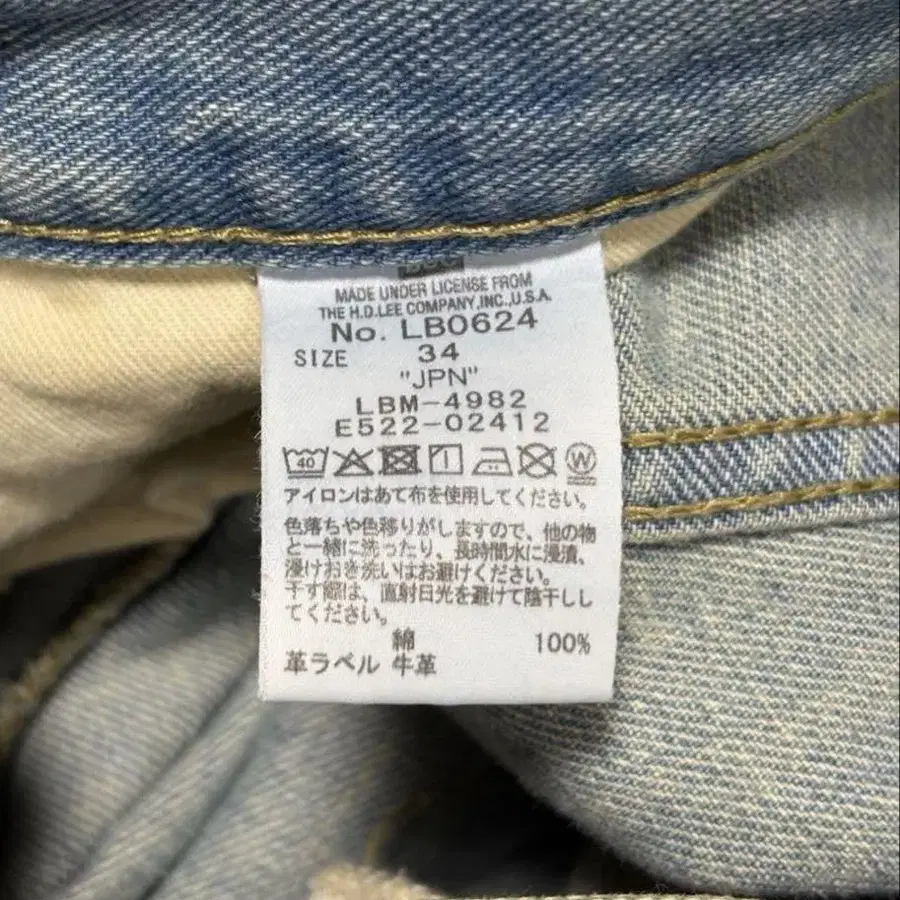 MADE UNDER LICENSE FROM
THE H.D.LEE COMPANY,INC.,U.S.A.
No. LB0624
SIZE 34
"JPN"
LBM-4982
E522-02412
40 W
アイロンはあて布を使用してください。
色落ちや色移りがしますので、他の物
と一緒に洗ったり、長時間水に浸漬、
浸けおき洗いはお避けください。
干す際は、直射日光を避けて陰干しし
てください。
綿 100%
革ラベル 牛革